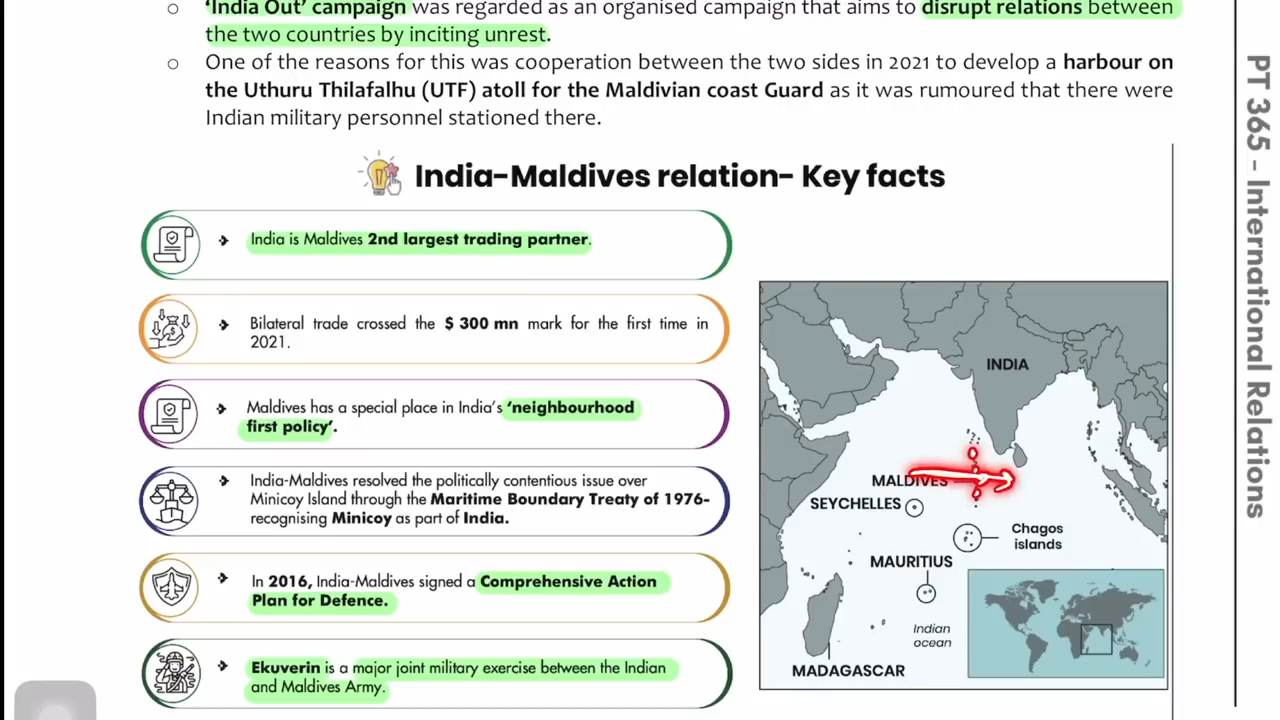 'India Out' campaign was regarded as an organised campaign that aims to disrupt relations between
the two countries by inciting unrest.
One of the reasons for this was cooperation between the two sides in 2021 to develop a harbour on
the Uthuru Thilafalhu (UTF) atoll for the Maldivian coast Guard as it was rumoured that there were
Indian military personnel stationed there.
India-Maldives relation- Key facts
India is Maldives 2nd largest trading partner.
Bilateral trade crossed the $ 300 mn mark for the first time in
2021.
Maldives has a special place in India's 'neighbourhood
first policy'.
India-Maldives resolved the politically contentious issue over
Minicoy Island through the Maritime Boundary Treaty of 1976-
recognising Minicoy as part of India.
In 2016, India-Maldives signed a Comprehensive Action
Plan for Defence.
Ekuverin is a major joint military exercise between the Indian
and Maldives Army.
INDIA
MALDIVES
SEYCHELLES
Chagos
islands
MAURITIUS
Indian
ocean
MADAGASCAR
PT 365 - International Relations